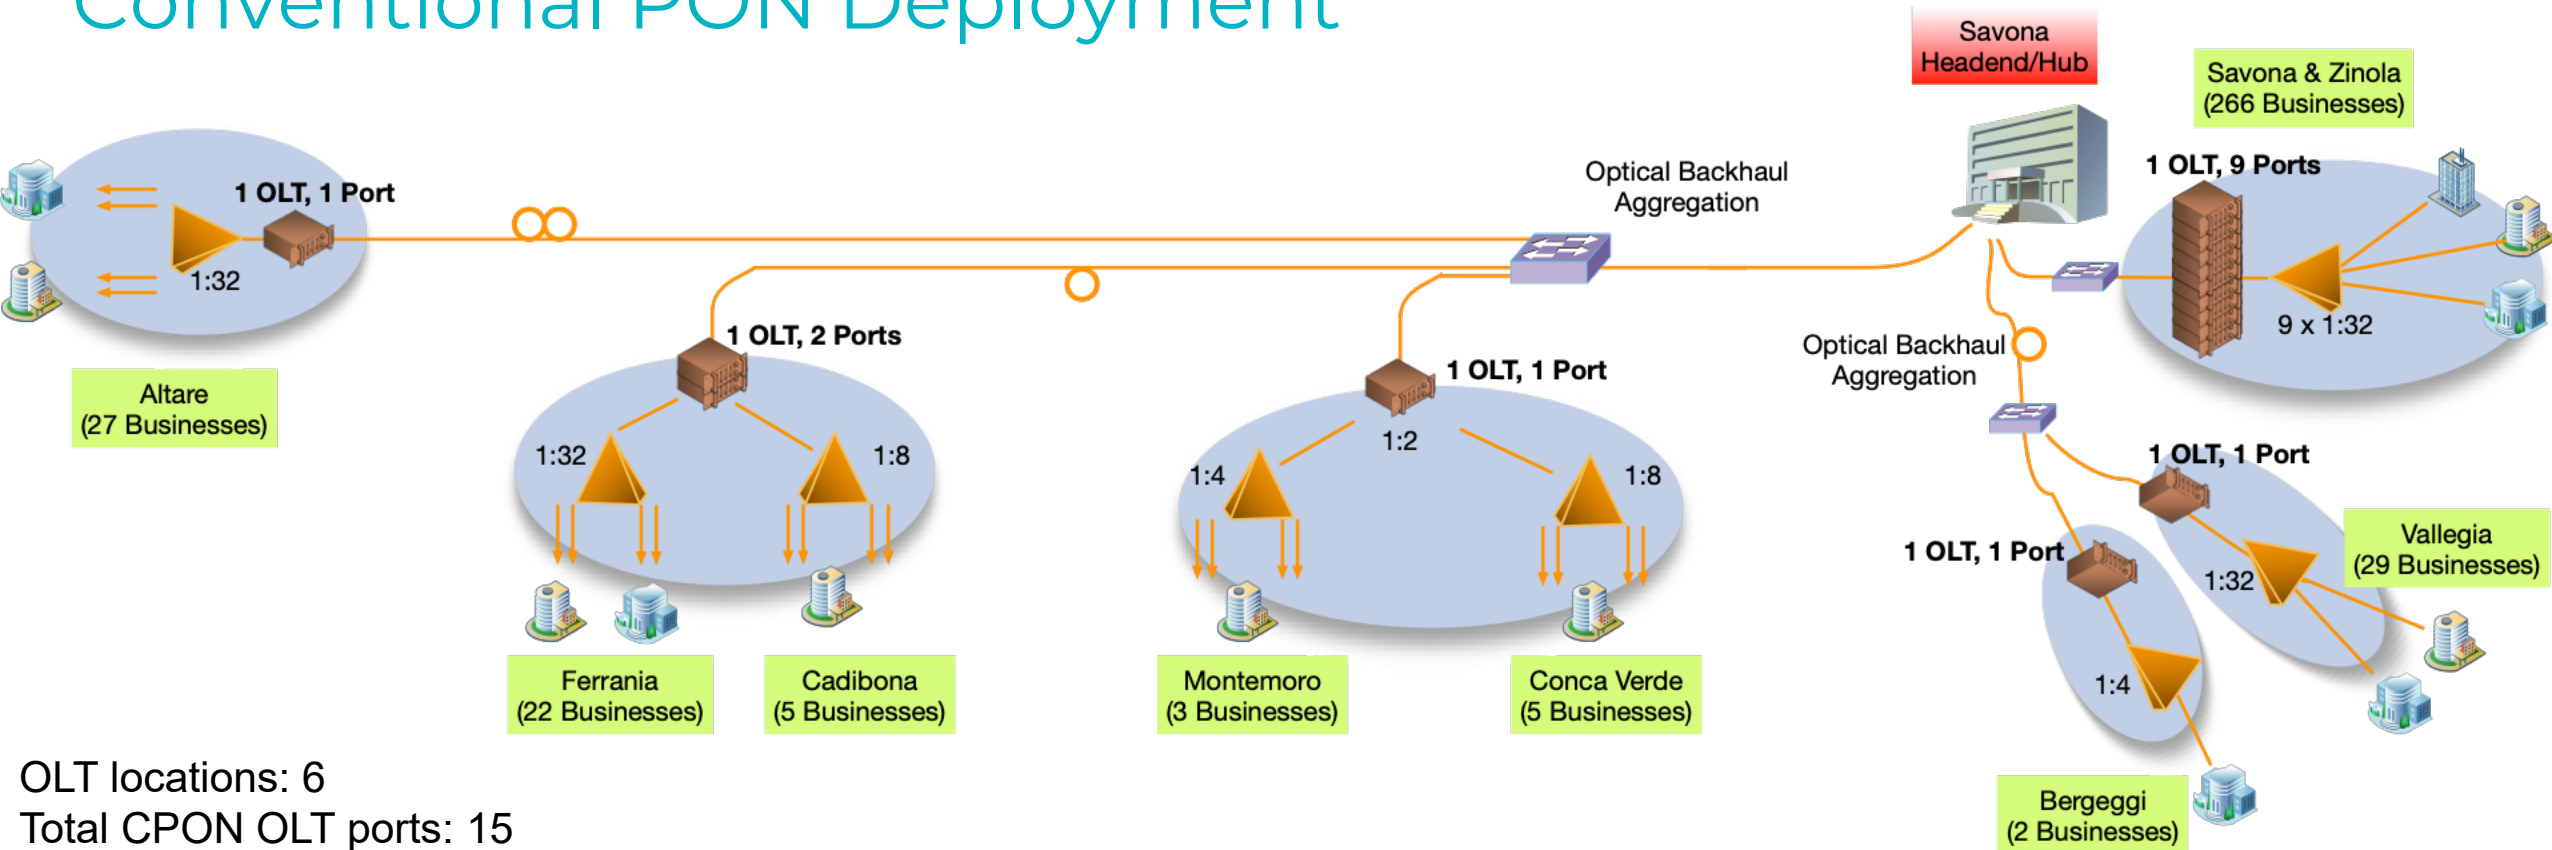 Conventional PON Deployment
Savona
Headend/Hub
Savona & Zinola
(266 Businesses)
1 OLT, 9 Ports
9 x 1:32
Optical Backhaul
Aggregation
1 OLT, 1 Port
1:32
Altare
(27 Businesses)
1 OLT, 2 Ports
1:32
1:8
Ferrania
(22 Businesses)
Cadibona
(5 Businesses)
1 OLT, 1 Port
1:2
1:4
1:8
Montemoro
(3 Businesses)
Conca Verde
(5 Businesses)
Optical Backhaul
Aggregation
1 OLT, 1 Port
1:32
Vallegia
(29 Businesses)
1 OLT, 1 Port
1:4
Bergeggi
(2 Businesses)
OLT locations: 6
Total CPON OLT ports: 15